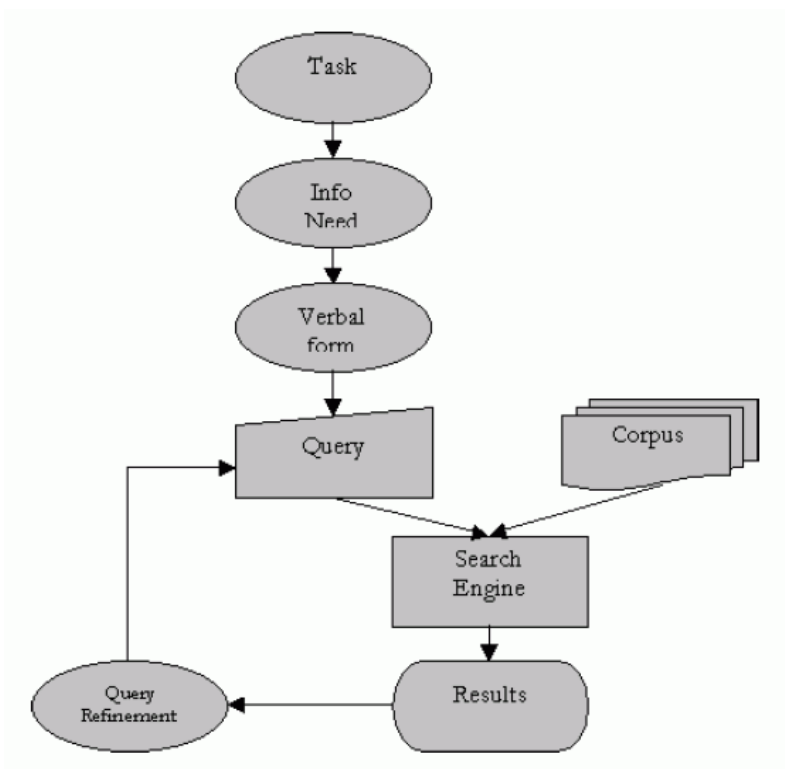 Task
Info
Need
Verbal
form
Query
Corpus
Search
Engine
Results
Query
Refinement